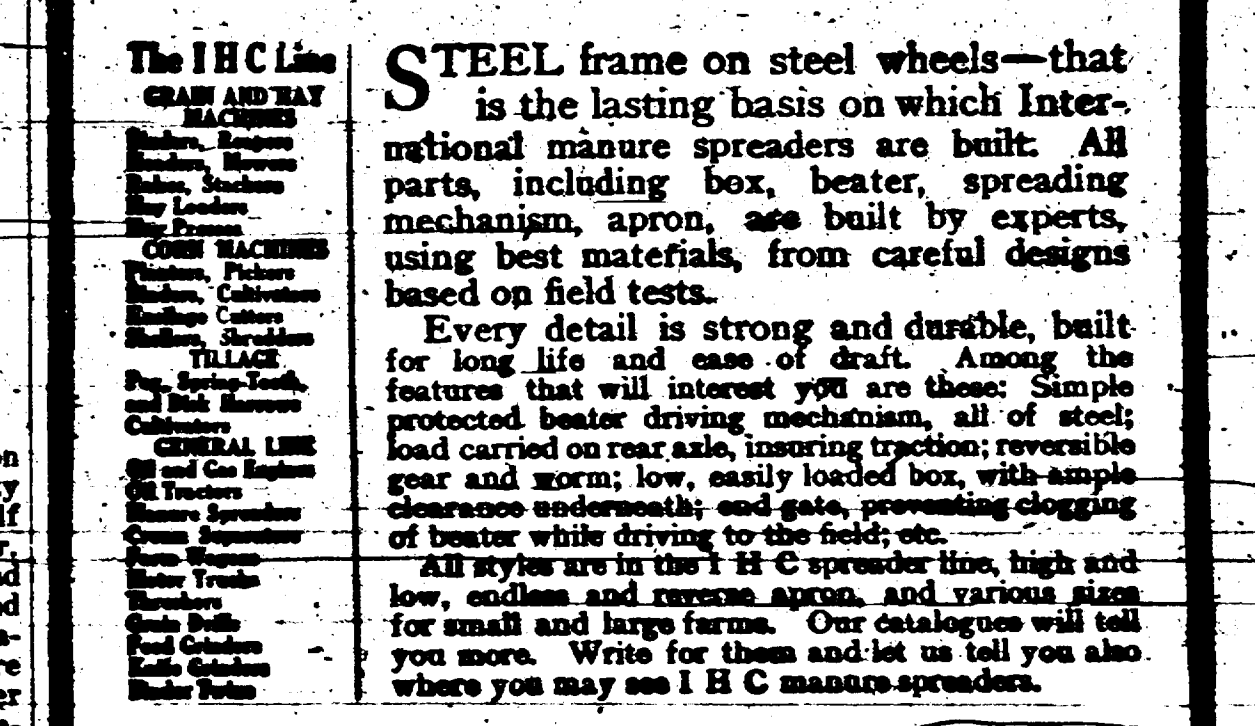 The I H C Line
GRAIN AND HAY
MACHINES
Binders, Reapers
Headers, Mowers
Rakes, Stackers
Hay Loaders
Hay Presses
CORN MACHINES
Planters, Pickers
Binders, Cultivators
Ensilage Cutters
Shellers, Shredders
TILLAGE
Peg, Spring-Tooth,
and Disk Harrows
Cultivators
GENERAL LINE
Oil and Gas Engines
Oil Tractors
Manure Spreaders
Cream Separators
Farm Wagons
Motor Trucks
Threshers
Grain Drills
Feed Grinders
Knife Grinders
Binder Twine
STEEL frame on steel wheels—that
is the lasting basis on which Inter-
national manure spreaders are built. All
parts, including box, beater, spreading
mechanism, apron, are built by experts,
using best materials, from careful designs
based on field tests.
Every detail is strong and durable, built
for long life and ease of draft. Among the
features that will interest you are these: Simple
protected beater driving mechanism, all of steel;
load carried on rear axle, insuring traction; reversible
gear and worm; low, easily loaded box, with ample
clearance underneath; end gate, preventing clogging
of beater while driving to the field; etc.
All styles are in the I H C spreader line, high and
low, endless and reverse apron, and various sizes
for small and large farms. Our catalogues will tell
you more. Write for them and let us tell you also
where you may see I H C manure spreaders.